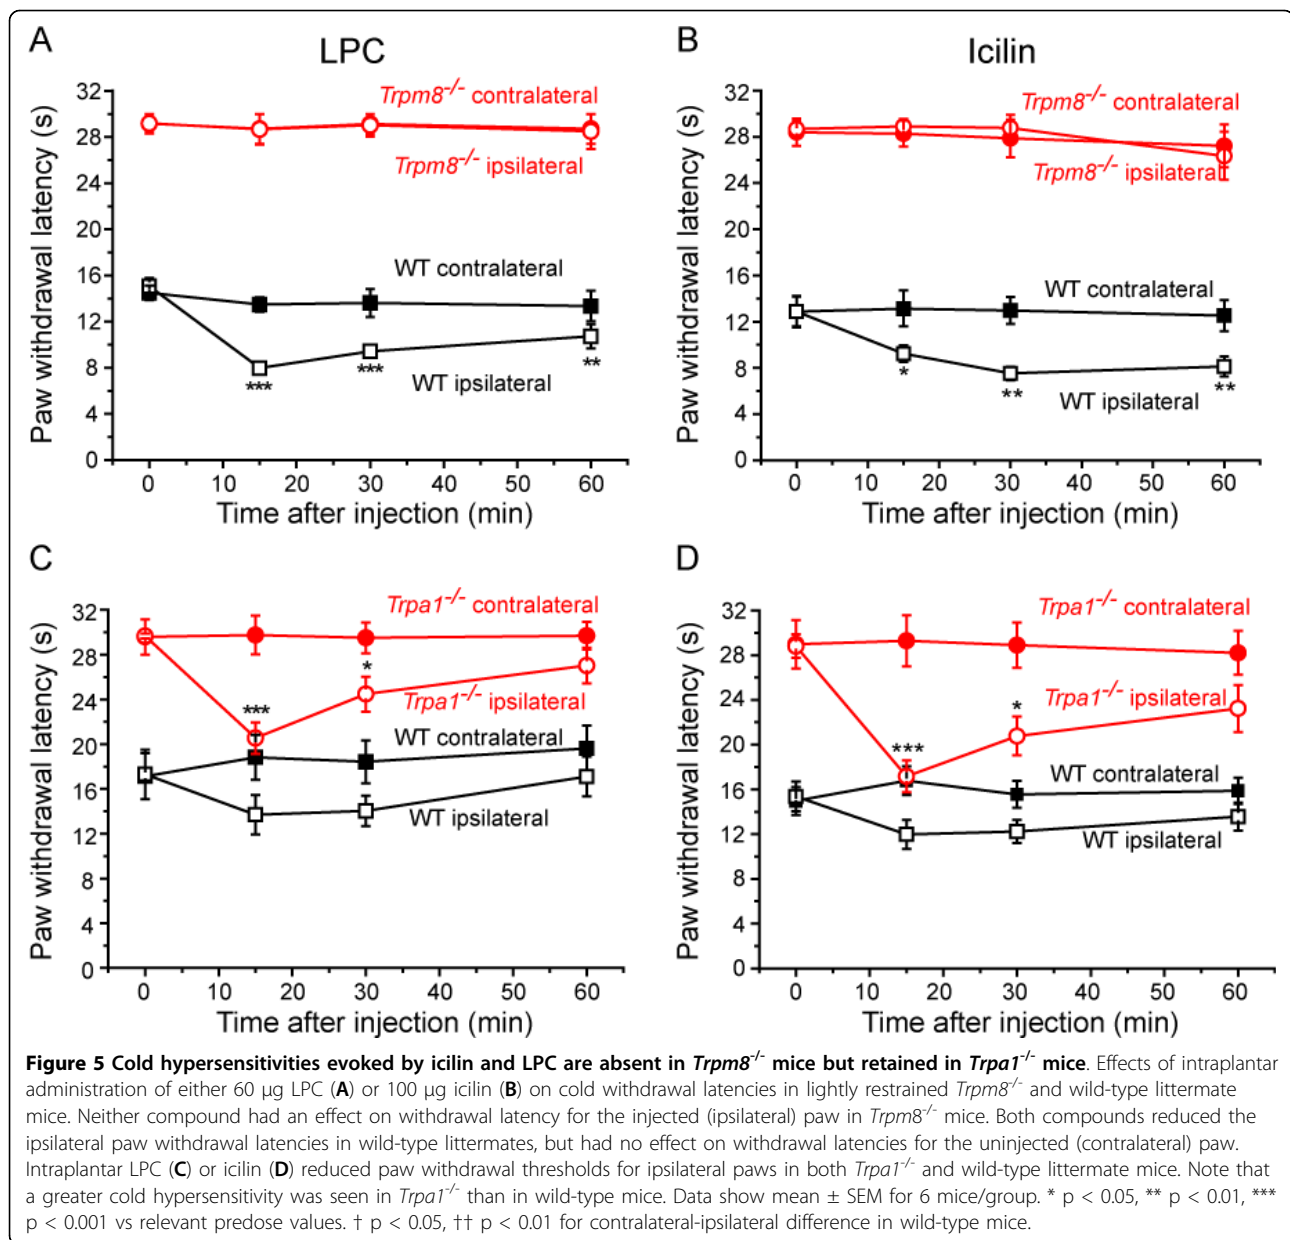 A
LPC
Paw withdrawal latency (s)
32
28
24
20
16
12
8
4
0
Trpm8-/- contralateral
Trpm8-/- ipsilateral
WT contralateral
WT ipsilateral
***
***
**
0 10 20 30 40 50 60
Time after injection (min)
B
Icilin
Paw withdrawal latency (s)
32
28
24
20
16
12
8
4
0
Trpm8-/- contralateral
Trpm8-/- ipsilateral
WT contralateral
WT ipsilateral
*
**
**
0 10 20 30 40 50 60
Time after injection (min)
C
Paw withdrawal latency (s)
32
28
24
20
16
12
8
4
0
Trpa1-/- contralateral
*
Trpa1-/- ipsilateral
***
WT contralateral
WT ipsilateral
0 10 20 30 40 50 60
Time after injection (min)
D
Paw withdrawal latency (s)
32
28
24
20
16
12
8
4
0
Trpa1-/- contralateral
Trpa1-/- ipsilateral
*
***
WT contralateral
WT ipsilateral
0 10 20 30 40 50 60
Time after injection (min)
Figure 5 Cold hypersensitivities evoked by icilin and LPC are absent in Trpm8-/- mice but retained in Trpa1-/- mice. Effects of intraplantar
administration of either 60 μg LPC (A) or 100 μg icilin (B) on cold withdrawal latencies in lightly restrained Trpm8-/- and wild-type littermate
mice. Neither compound had an effect on withdrawal latency for the injected (ipsilateral) paw in Trpm8-/- mice. Both compounds reduced the
ipsilateral paw withdrawal latencies in wild-type littermates, but had no effect on withdrawal latencies for the uninjected (contralateral) paw.
Intraplantar LPC (C) or icilin (D) reduced paw withdrawal thresholds for ipsilateral paws in both Trpa1-/- and wild-type littermate mice. Note that
a greater cold hypersensitivity was seen in Trpa1-/- than in wild-type mice. Data show mean ± SEM for 6 mice/group. * p < 0.05, ** p < 0.01, ***
p < 0.001 vs relevant predose values. † p < 0.05, †† p < 0.01 for contralateral-ipsilateral difference in wild-type mice.